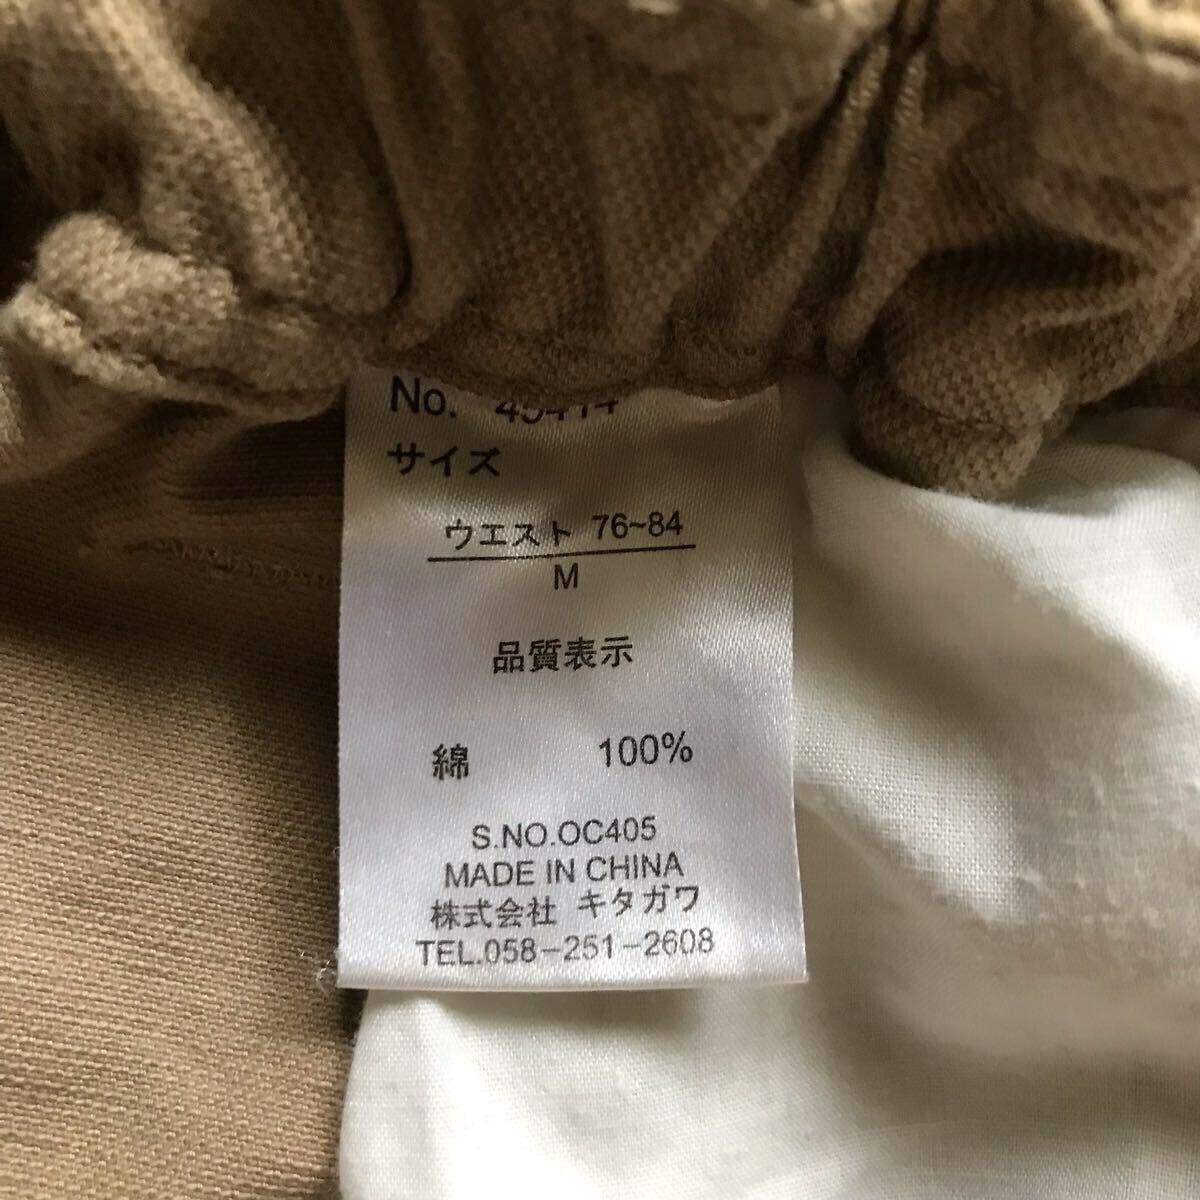 No. 45414
サイズ
ウエスト 76~84
M
品質表示
綿 100%
S.NO.OC405
MADE IN CHINA
株式会社 キタガワ
TEL.058-251-2608